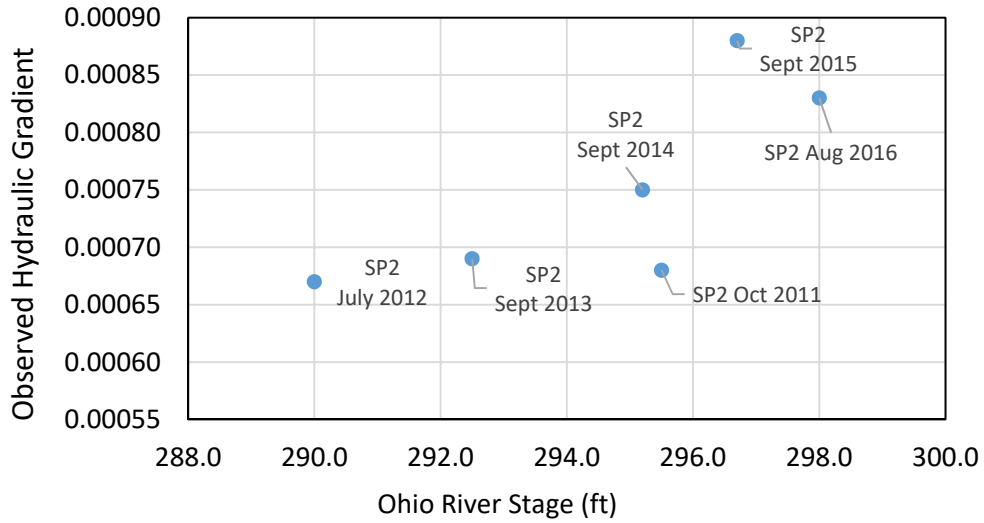 0.00090
0.00085
0.00080
0.00075
0.00070
0.00065
0.00060
0.00055
Observed Hydraulic Gradient
SP2
Sept 2015
SP2
Sept 2014
SP2 Aug 2016
SP2
July 2012
SP2
Sept 2013
SP2 Oct 2011
288.0 290.0 292.0 294.0 296.0 298.0 300.0
Ohio River Stage (ft)